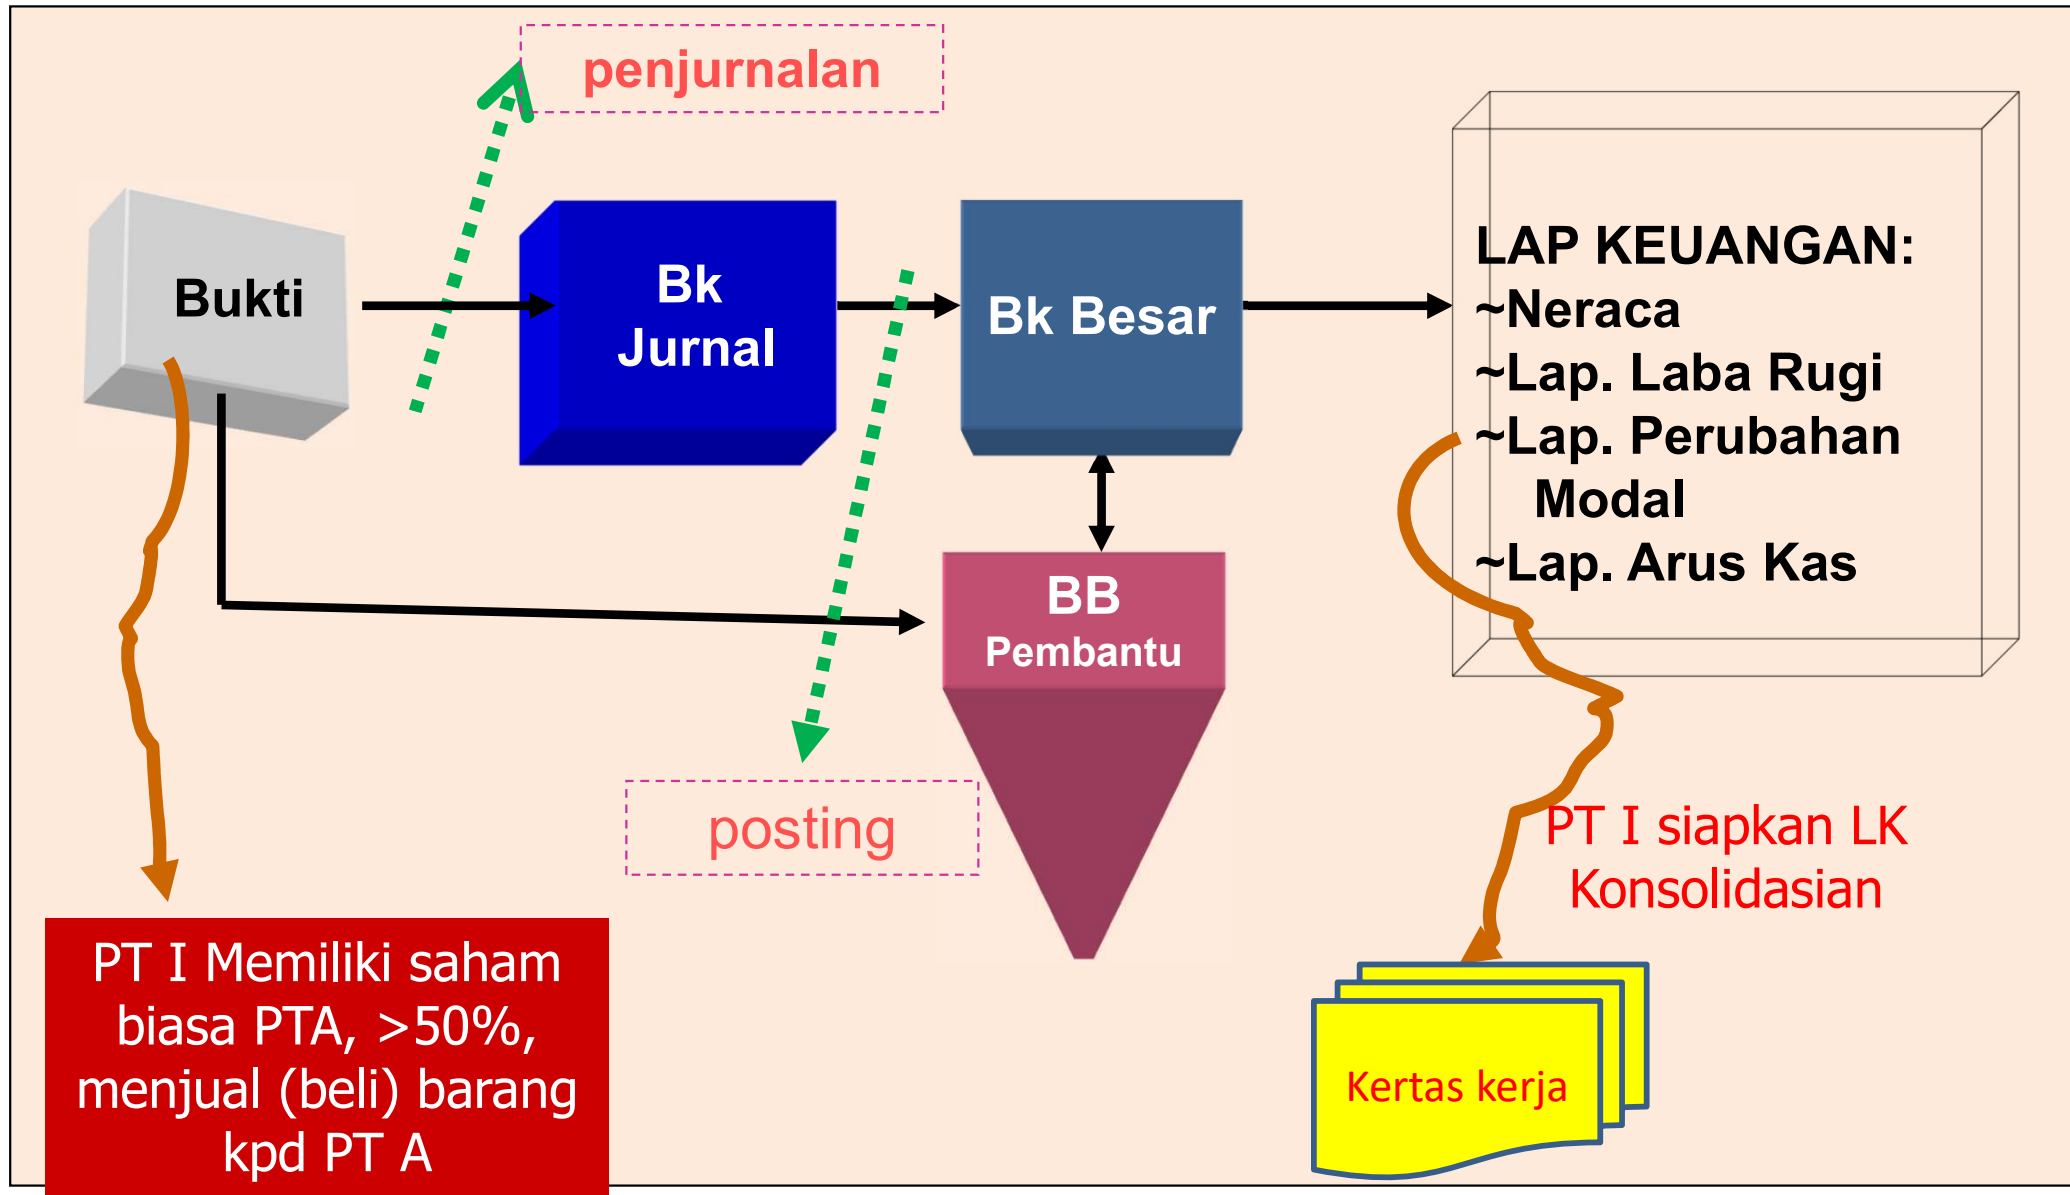 penjurnalan
Bukti
Bk
Jurnal
Bk Besar
LAP KEUANGAN:
~Neraca
~Lap. Laba Rugi
~Lap. Perubahan
Modal
~Lap. Arus Kas
BB
Pembantu
posting
PT I siapkan LK
Konsolidasian
PT I Memiliki saham
biasa PTA, >50%,
menjual (beli) barang
kpd PT A
Kertas kerja